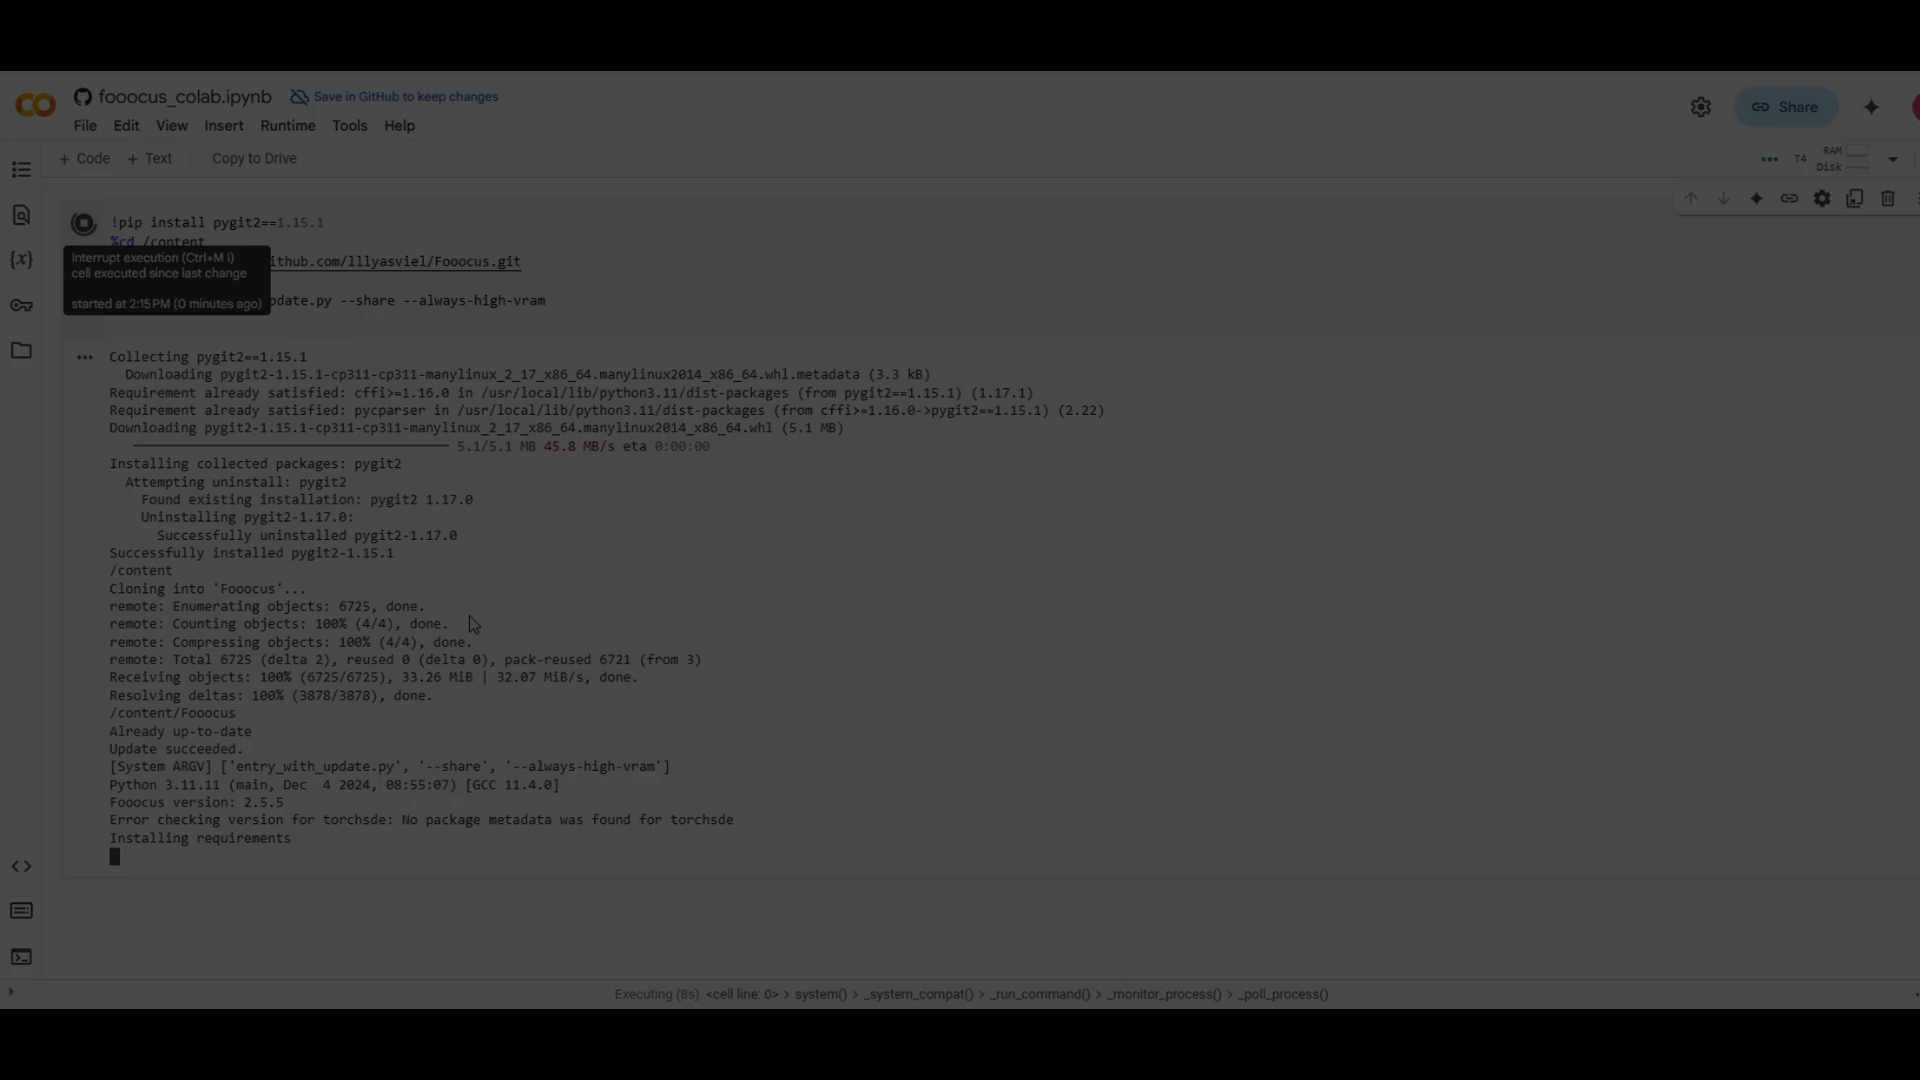 fooocus_colab.ipynb
Save in GitHub to keep changes
Share
File Edit View Insert Runtime Tools Help
+ Code + Text Copy to Drive
T4 RAM
Disk
!pip install pygit2==1.15.1
%cd /content
Interrupt execution (Ctrl+M I)
cell executed since last change
started at 2:15 PM (0 minutes ago)
ithub.com/lllyasviel/Fooocus.git
pdate.py --share --always-high-vram
Collecting pygit2==1.15.1
Downloading pygit2-1.15.1-cp311-cp311-manylinux_2_17_x86_64.manylinux2014_x86_64.whl.metadata (3.3 kB)
Requirement already satisfied: cffi>=1.16.0 in /usr/local/lib/python3.11/dist-packages (from pygit2==1.15.1) (1.17.1)
Requirement already satisfied: pycparser in /usr/local/lib/python3.11/dist-packages (from cffi>=1.16.0->pygit2==1.15.1) (2.22)
Downloading pygit2-1.15.1-cp311-cp311-manylinux_2_17_x86_64.manylinux2014_x86_64.whl (5.1 MB)
5.1/5.1 MB 45.8 MB/s eta 0:00:00
Installing collected packages: pygit2
Attempting uninstall: pygit2
Found existing installation: pygit2 1.17.0
Uninstalling pygit2-1.17.0:
Successfully uninstalled pygit2-1.17.0
Successfully installed pygit2-1.15.1
/content
Cloning into 'Fooocus'...
remote: Enumerating objects: 6725, done.
remote: Counting objects: 100% (4/4), done.
remote: Compressing objects: 100% (4/4), done.
remote: Total 6725 (delta 2), reused 0 (delta 0), pack-reused 6721 (from 3)
Receiving objects: 100% (6725/6725), 33.26 MiB | 32.07 MiB/s, done.
Resolving deltas: 100% (3878/3878), done.
/content/Fooocus
Already up-to-date
Update succeeded.
[System ARGV] ['entry_with_update.py', '--share', '--always-high-vram']
Python 3.11.11 (main, Dec  4 2024, 08:55:07) [GCC 11.4.0]
Fooocus version: 2.5.5
Error checking version for torchsde: No package metadata was found for torchsde
Installing requirements
Executing (8s) <cell line: 0> > system() > _system_compat() > _run_command() > _monitor_process() > _poll_process()